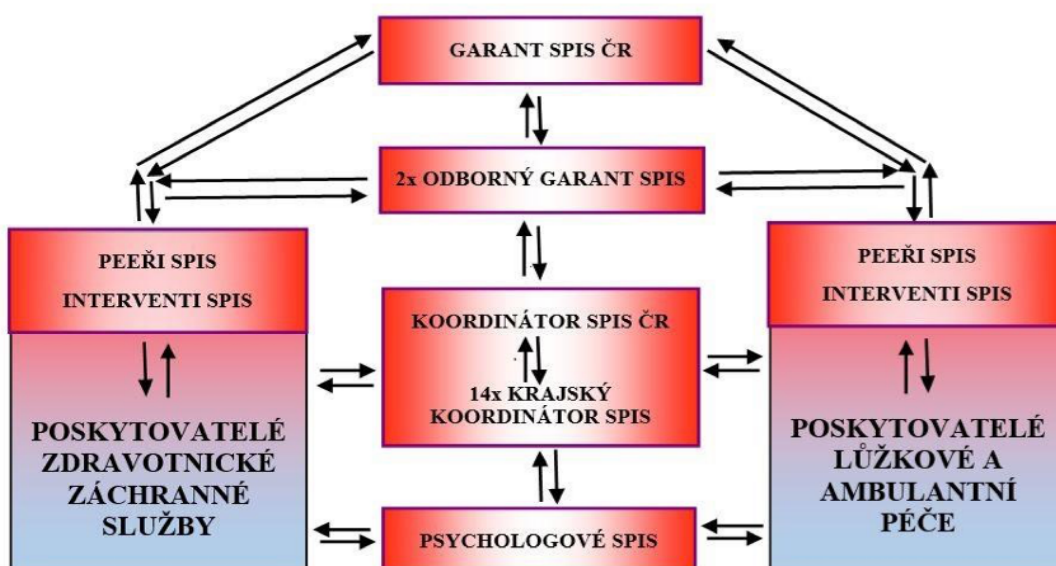 GARANT SPIS ČR
2x ODBORNÝ GARANT SPIS
PEEŘI SPIS
INTERVENTI SPIS
POSKYTOVATELÉ
ZDRAVOTNICKÉ
ZÁCHRANNÉ
SLUŽBY
KOORDINÁTOR SPIS ČR
14x KRAJSKÝ
KOORDINÁTOR SPIS
PSYCHOLOGOVÉ SPIS
PEEŘI SPIS
INTERVENTI SPIS
POSKYTOVATELÉ
LŮŽKOVÉ A
AMBULANTNÍ
PÉČE